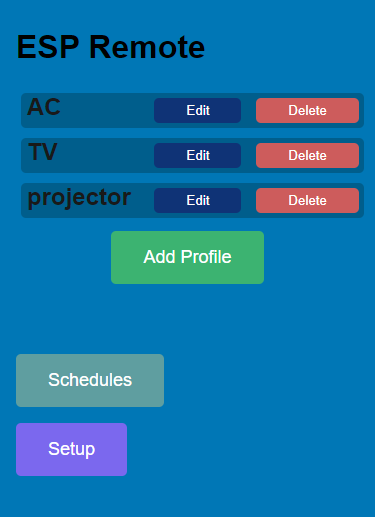 ESP Remote
AC Edit Delete
TV Edit Delete
projector Edit Delete
Add Profile
Schedules
Setup